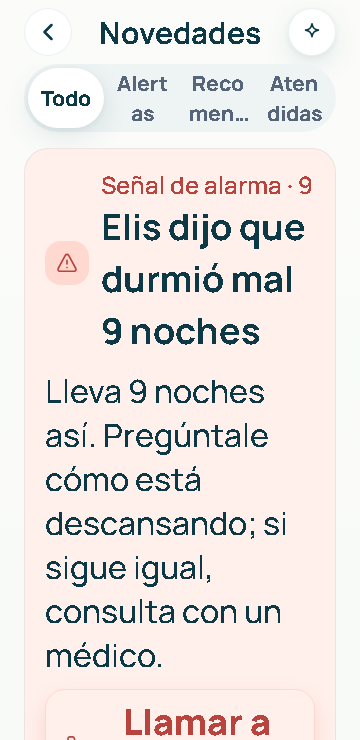 Novedades
Todo
Alert
as
Reco
men...
Aten
didas
Señal de alarma · 9
Elis dijo que
durmió mal
9 noches
Lleva 9 noches
así. Pregúntale
cómo está
descansando; si
sigue igual,
consulta con un
médico.
Llamar a